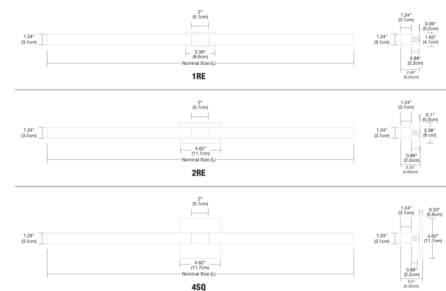 2"
(5.1cm)
1.24"
(3.1cm)
3.39"
(8.6cm)
Nominal Size (L)
1RE
1.24"
(3.1cm)
0.06"
(0.2cm)
1.24"
(3.1cm)
1.63"
(4.1cm)
0.88"
(2.2cm)
2"
(5.1cm)
1.24"
(3.1cm)
4.62"
(11.7cm)
Nominal Size (L)
2RE
1.24"
(3.1cm)
0.1"
(0.3cm)
1.24"
(3.1cm)
2.38"
(6 cm)
0.88"
(2.2cm)
2"
(5.1cm)
1.24"
(3.1cm)
4.62"
(11.7cm)
Nominal Size (L)
4SQ
1.24"
(3.1cm)
0.33"
(0.8cm)
1.24"
(3.1cm)
4.62"
(11.7cm)
0.88"
(2.2cm)
2.5"